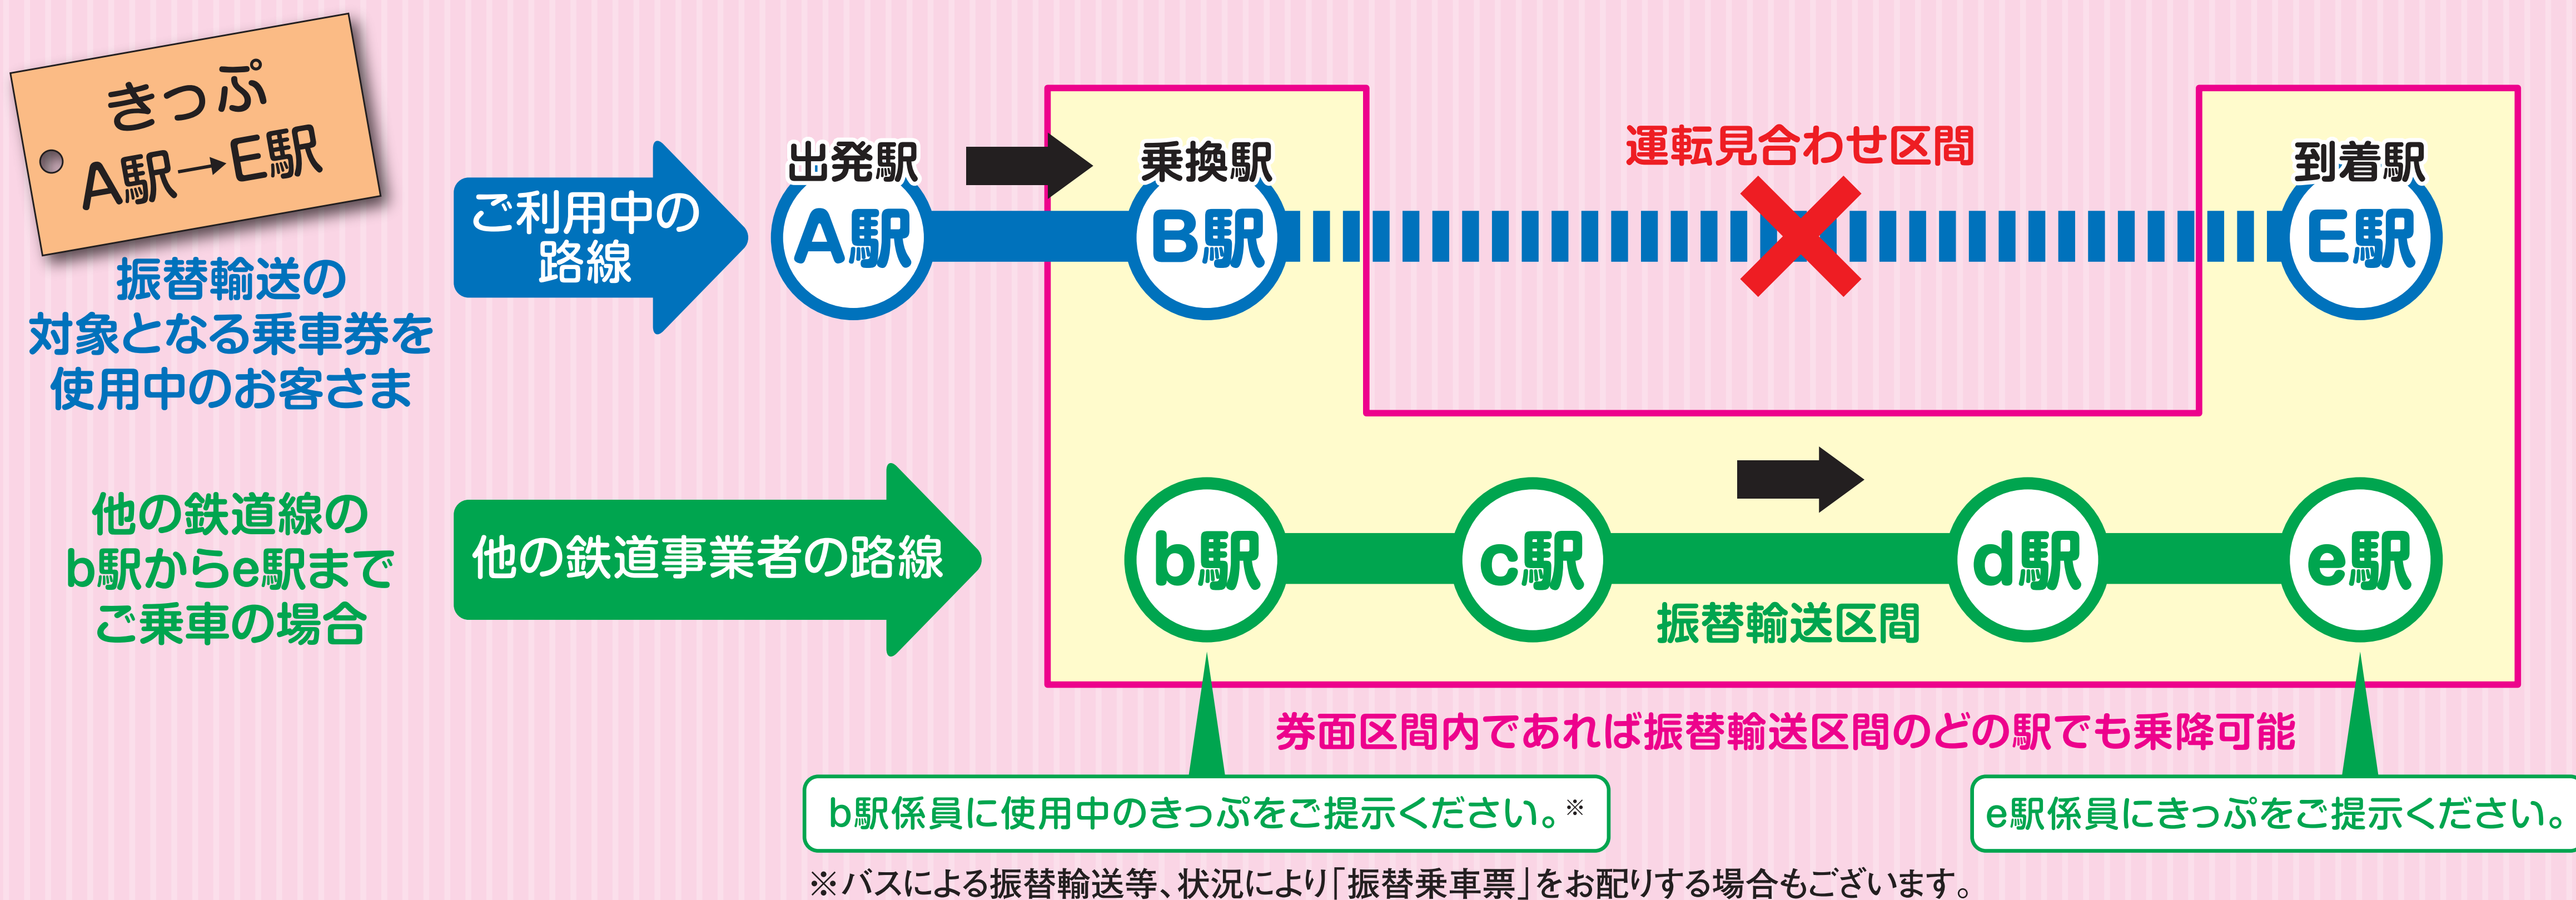 きっぷ
A駅→E駅
振替輸送の
対象となる乗車券を
使用中のお客さま
ご利用中の
路線
出発駅
A駅
乗換駅
B駅
運転見合わせ区間
到着駅
E駅
他の鉄道線の
b駅からe駅まで
ご乗車の場合
他の鉄道事業者の路線
b駅
c駅
d駅
e駅
振替輸送区間
券面区間内であれば振替輸送区間のどの駅でも乗降可能
b駅係員に使用中のきっぷをご提示ください。※
e駅係員にきっぷをご提示ください。
※バスによる振替輸送等、状況により「振替乗車票」をお配りする場合もございます。